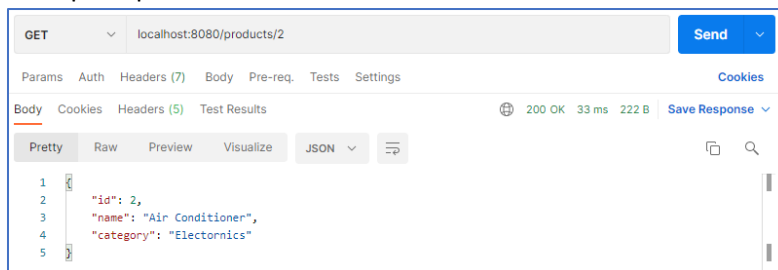 GET localhost:8080/products/2 Send
Params Auth Headers (7) Body Pre-req. Tests Settings Cookies
Body Cookies Headers (5) Test Results 200 OK 33 ms 222 B Save Response
Pretty Raw Preview Visualize JSON
1 {
2 "id": 2,
3 "name": "Air Conditioner",
4 "category": "Electornics"
5 }